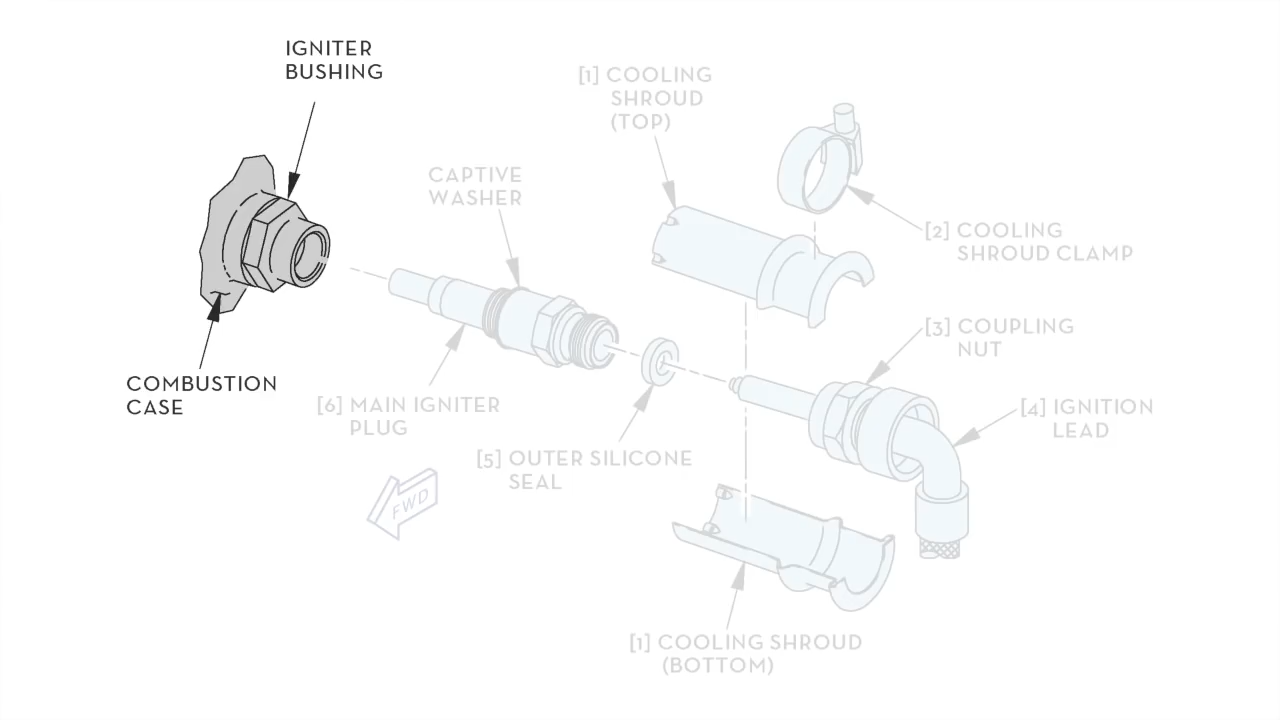 IGNITER
BUSHING
[1] COOLING
SHROUD
(TOP)
CAPTIVE
WASHER
[2] COOLING
SHROUD CLAMP
[3] COUPLING
NUT
COMBUSTION
CASE
[6] MAIN IGNITER
PLUG
[4] IGNITION
LEAD
[5] OUTER SILICONE
SEAL
FWD
[1] COOLING SHROUD
(BOTTOM)